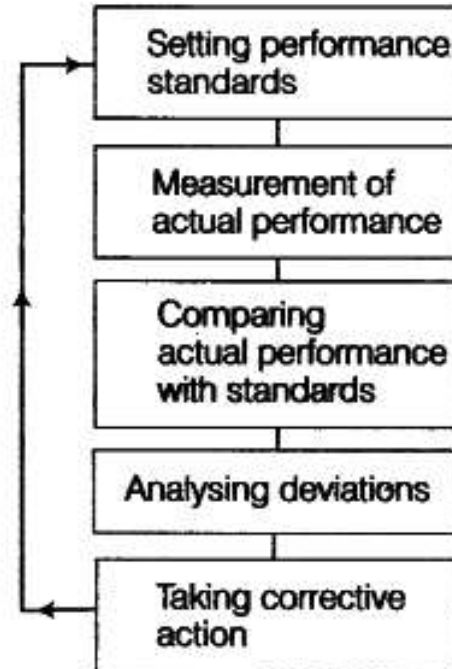 Setting performance
standards
Measurement of
actual performance
Comparing
actual performance
with standards
Analysing deviations
Taking corrective
action